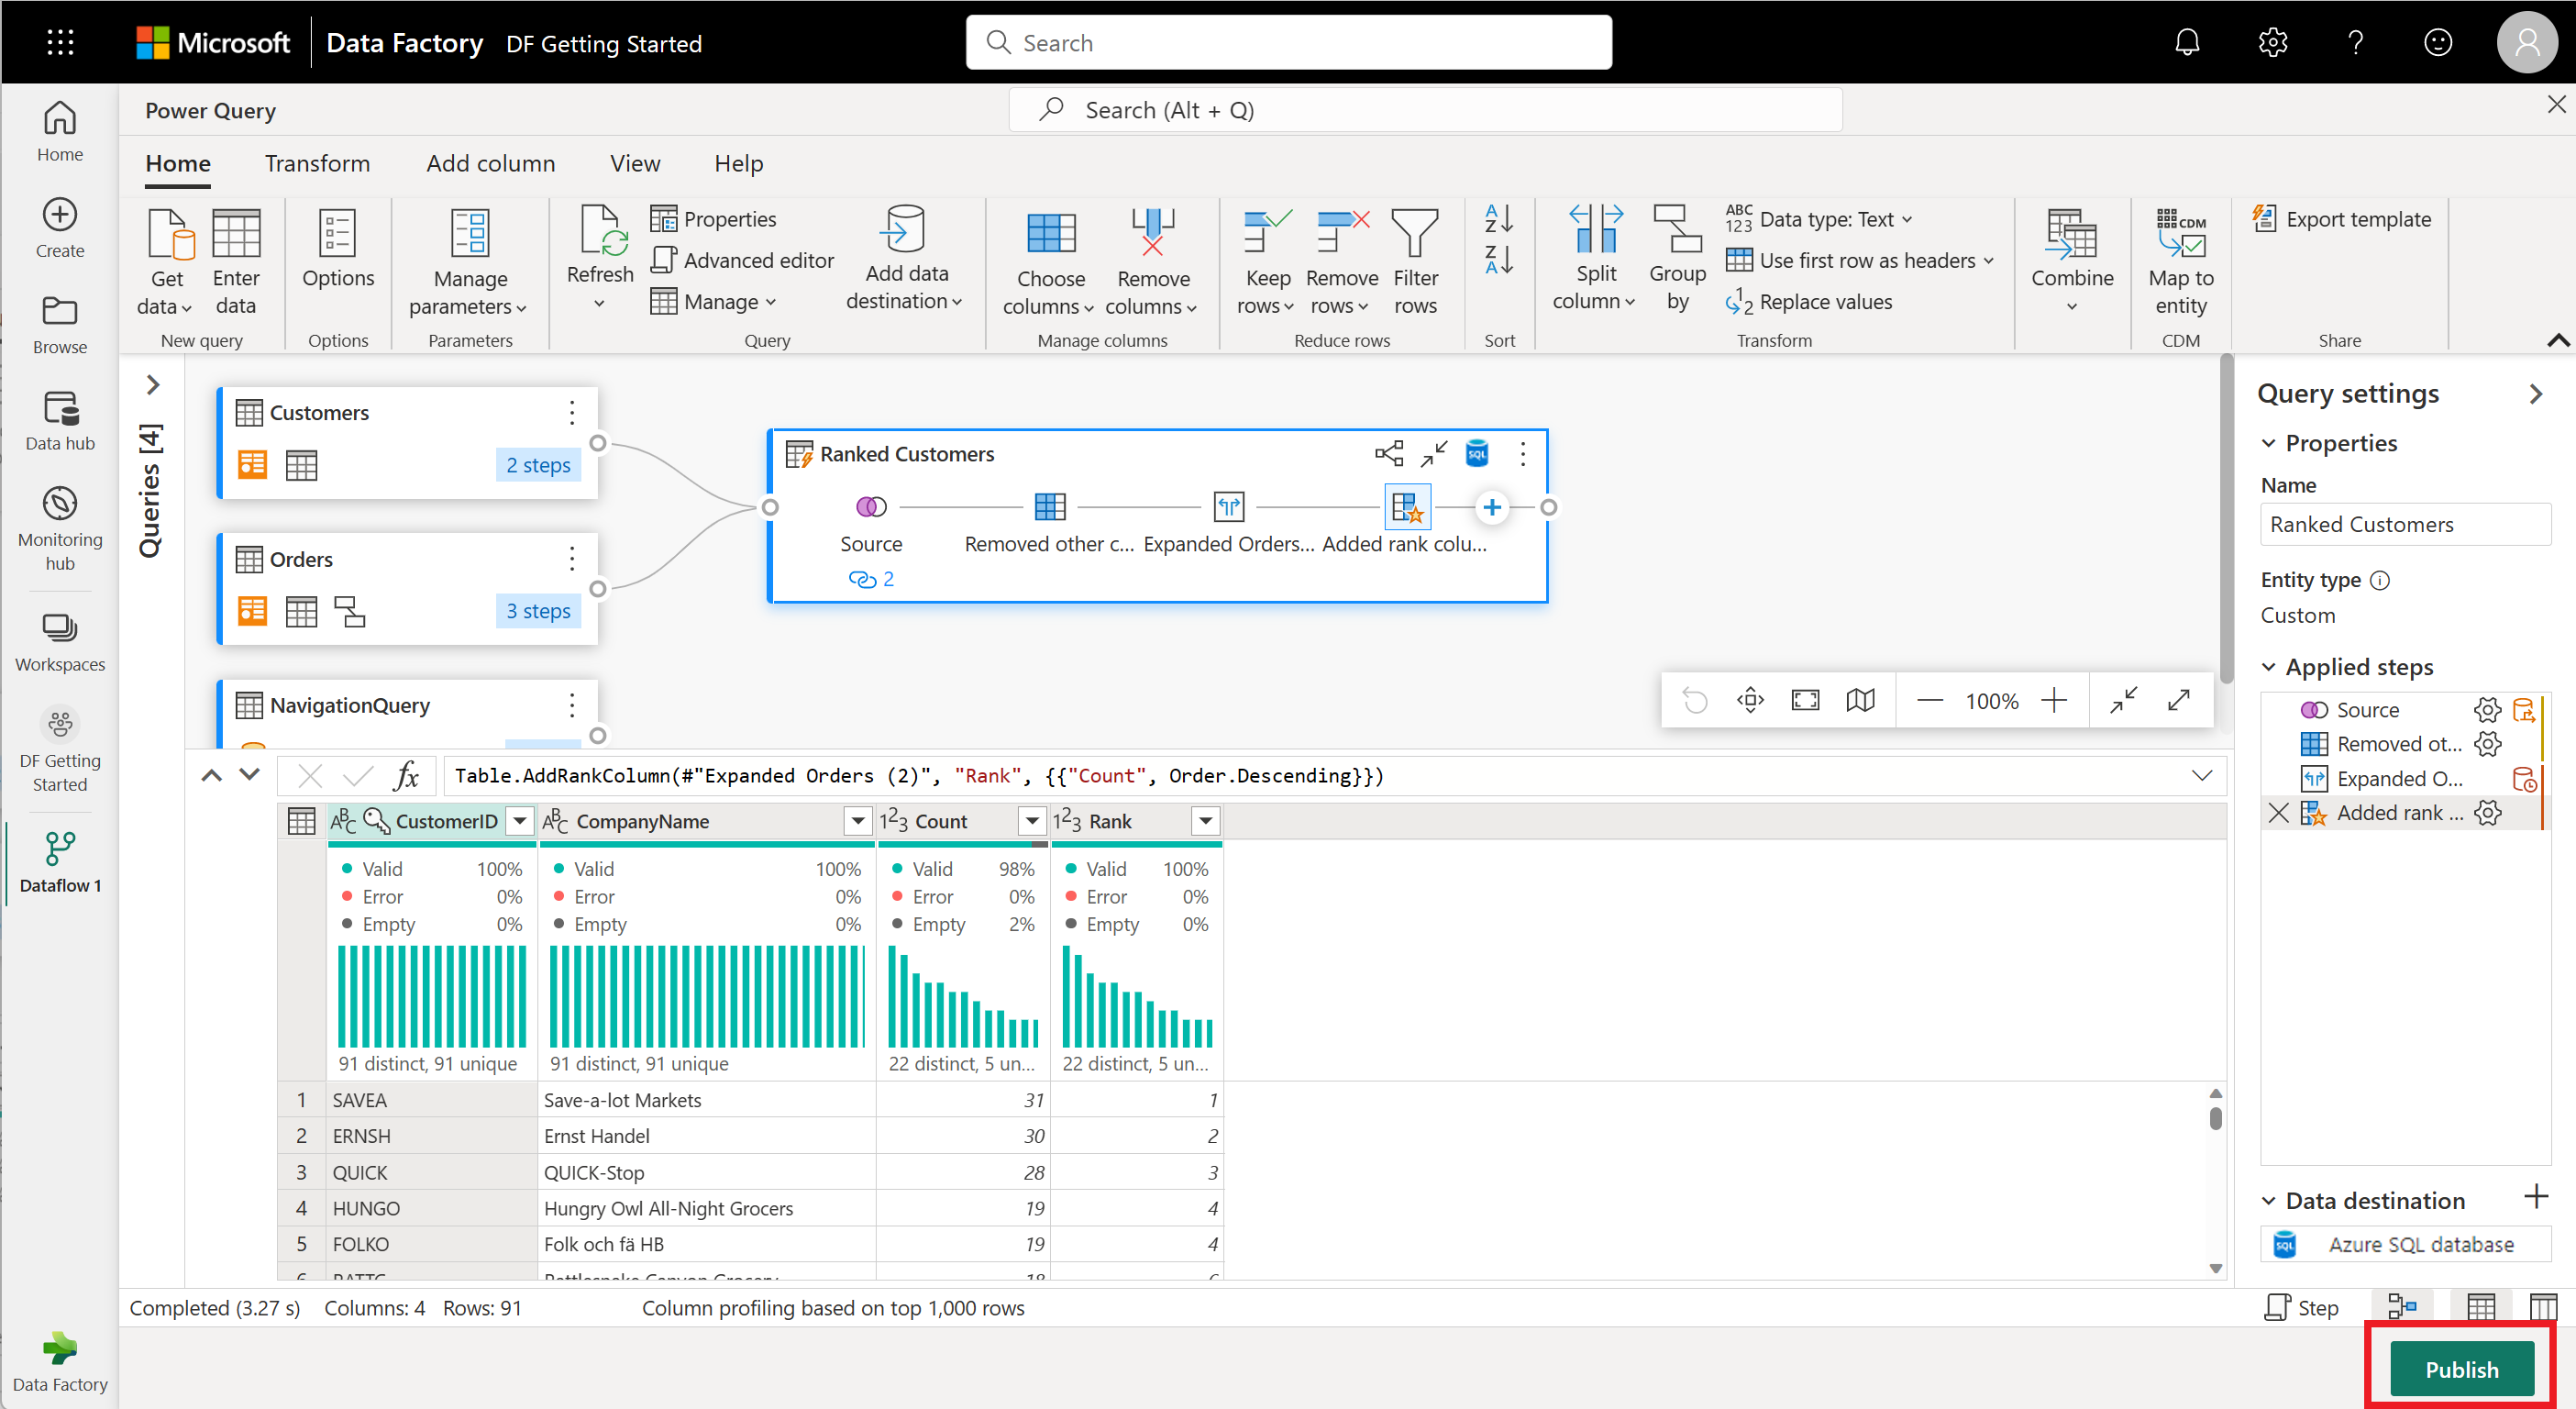 Microsoft Data Factory DF Getting Started
Search
Power Query
Search (Alt + Q)
Home Transform Add column View Help
Get data
Enter data
New query
Options
Options
Manage parameters
Parameters
Refresh
Properties
Advanced editor
Manage
Add data destination
Query
Choose columns
Remove columns
Manage columns
Keep rows
Remove rows
Filter rows
Reduce rows
A Z
Z A
Sort
Split column
Group by
ABC 123 Data type: Text
Use first row as headers
1 2 Replace values
Transform
Combine
CDM
Map to entity
CDM
Export template
Share
Home
Create
Browse
Data hub
Monitoring
hub
Workspaces
DF Getting
Started
Dataflow 1
Data Factory
Queries [4]
Customers
2 steps
Orders
3 steps
NavigationQuery
Ranked Customers SQL
Source Removed other c... Expanded Orders... Added rank colu...
2
100%
Table.AddRankColumn(#"Expanded Orders (2)", "Rank", {{"Count", Order.Descending}})
fx
ABC CustomerID ABC CompanyName 123 Count 123 Rank
Valid 100% Valid 100% Valid 98% Valid 100%
Error 0% Error 0% Error 0% Error 0%
Empty 0% Empty 0% Empty 2% Empty 0%
91 distinct, 91 unique 91 distinct, 91 unique 22 distinct, 5 un... 22 distinct, 5 un...
1 SAVEA Save-a-lot Markets 31 1
2 ERNSH Ernst Handel 30 2
3 QUICK QUICK-Stop 28 3
4 HUNGO Hungry Owl All-Night Grocers 19 4
5 FOLKO Folk och fä HB 19 4
Query settings
Properties
Name
Ranked Customers
Entity type
Custom
Applied steps
Source
Removed ot...
Expanded O...
Added rank ...
Data destination
SQL Azure SQL database
Completed (3.27 s) Columns: 4 Rows: 91 Column profiling based on top 1,000 rows
Step
Publish